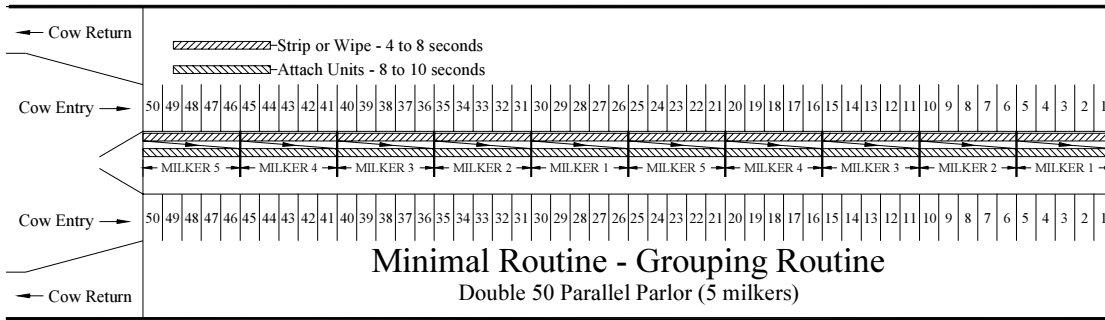 Cow Return
Strip or Wipe - 4 to 8 seconds
Attach Units - 8 to 10 seconds
Cow Entry 50 49 48 47 46 45 44 43 42 41 40 39 38 37 36 35 34 33 32 31 30 29 28 27 26 25 24 23 22 21 20 19 18 17 16 15 14 13 12 11 10 9 8 7 6 5 4 3 2 1
MILKER 5 MILKER 4 MILKER 3 MILKER 2 MILKER 1 MILKER 5 MILKER 4 MILKER 3 MILKER 2 MILKER 1
Cow Entry 50 49 48 47 46 45 44 43 42 41 40 39 38 37 36 35 34 33 32 31 30 29 28 27 26 25 24 23 22 21 20 19 18 17 16 15 14 13 12 11 10 9 8 7 6 5 4 3 2 1
Minimal Routine - Grouping Routine
Double 50 Parallel Parlor (5 milkers)
Cow Return